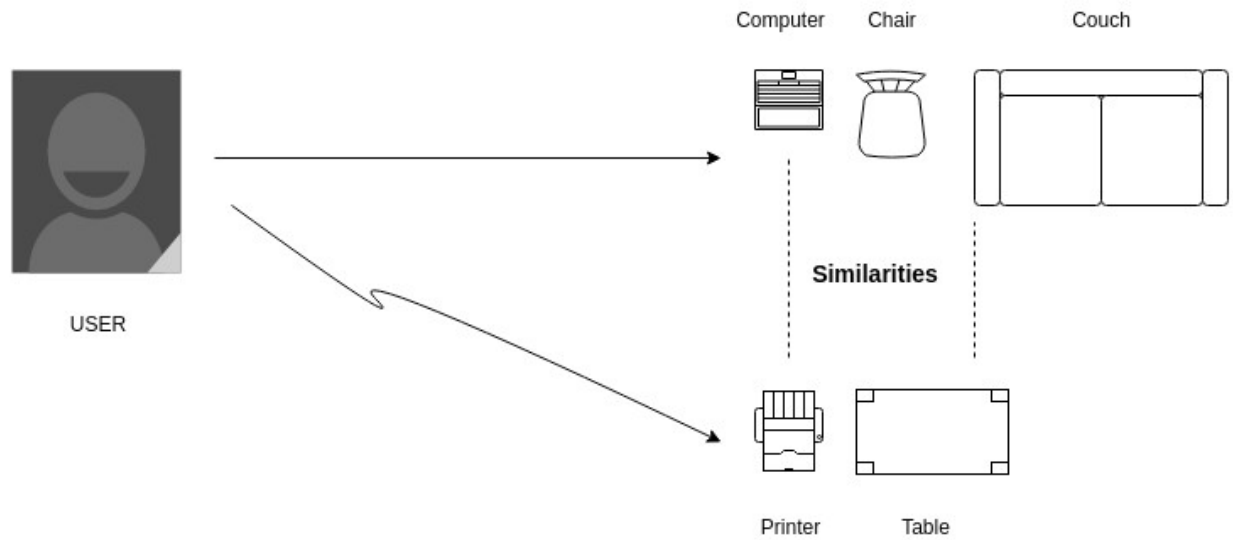 Computer
Chair
Couch
Similarities
USER
Printer
Table